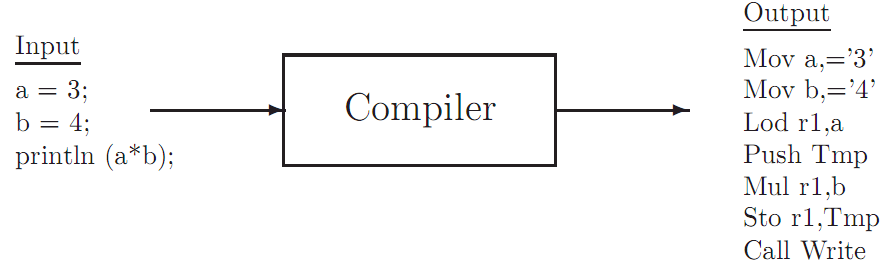 Input
a = 3;
b = 4;
println (a*b);
Compiler
Output
Mov a,='3'
Mov b,='4'
Lod r1,a
Push Tmp
Mul r1,b
Sto r1,Tmp
Call Write